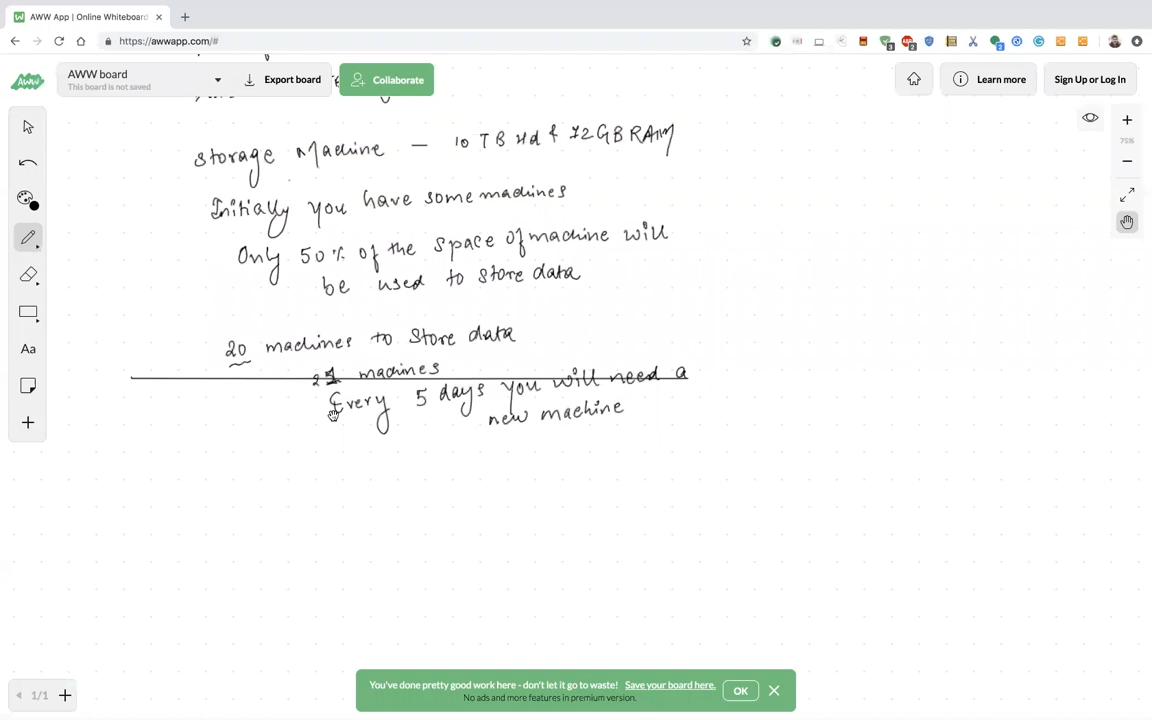 AWW App | Online Whiteboard
https://awwapp.com/#
AWW board
This board is not saved
Export board
Collaborate
Learn more
Sign Up or Log In
75%
Storage Machine — 10 TB Hd & 72 GB RAM
Initially you have some machines
Only 50% of the space of machine will
be used to store data
20 machines to store data
machines
Every 5 days you will need a
new machine
Aa
1/1
You've done pretty good work here - don't let it go to waste! Save your board here.
No ads and more features in premium version.
OK